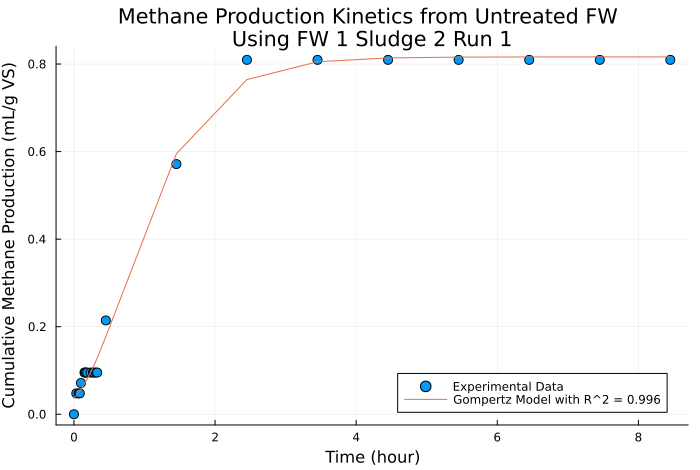 Methane Production Kinetics from Untreated FW
Using FW 1 Sludge 2 Run 1
Cumulative Methane Production (mL/g VS)
0.8
0.6
0.4
0.2
0.0
Experimental Data
Gompertz Model with R^2 = 0.996
0 2 4 6 8
Time (hour)